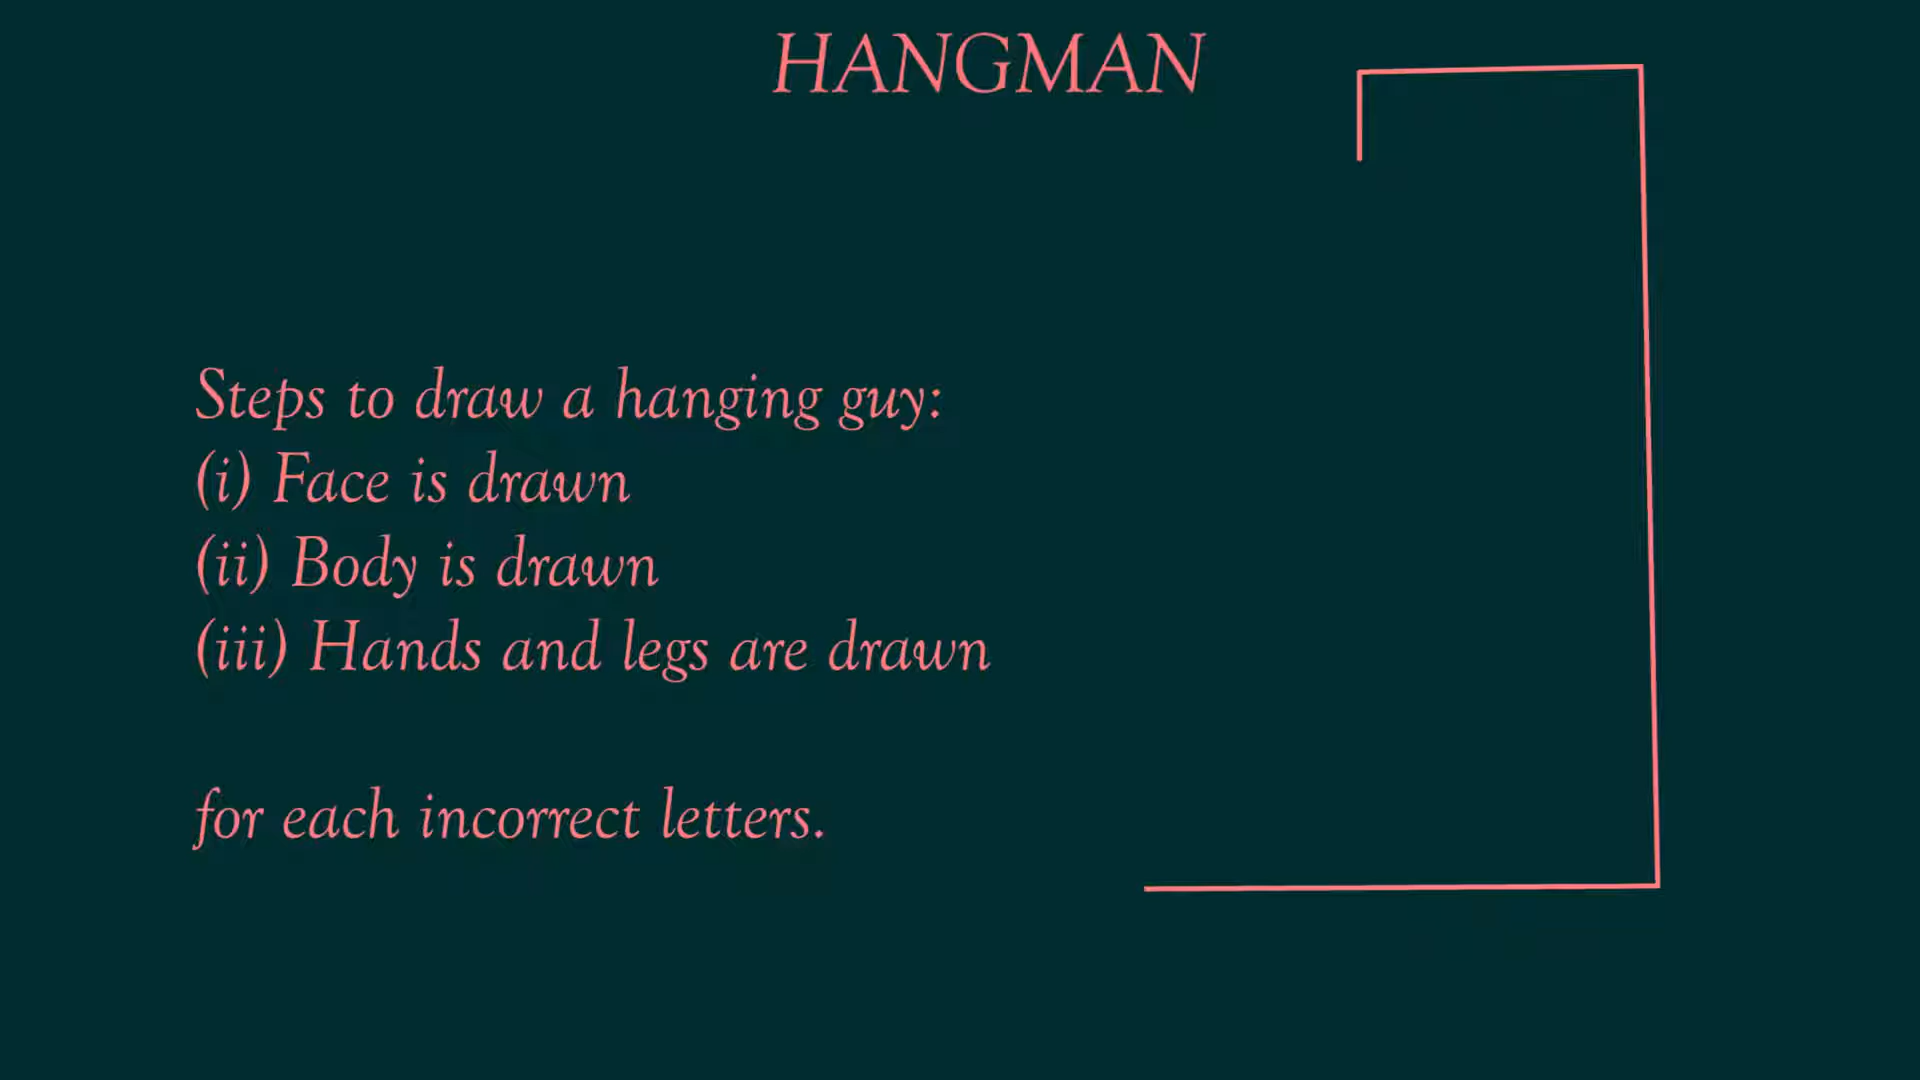 HANGMAN
Steps to draw a hanging guy:
(i) Face is drawn
(ii) Body is drawn
(iii) Hands and legs are drawn
for each incorrect letters.